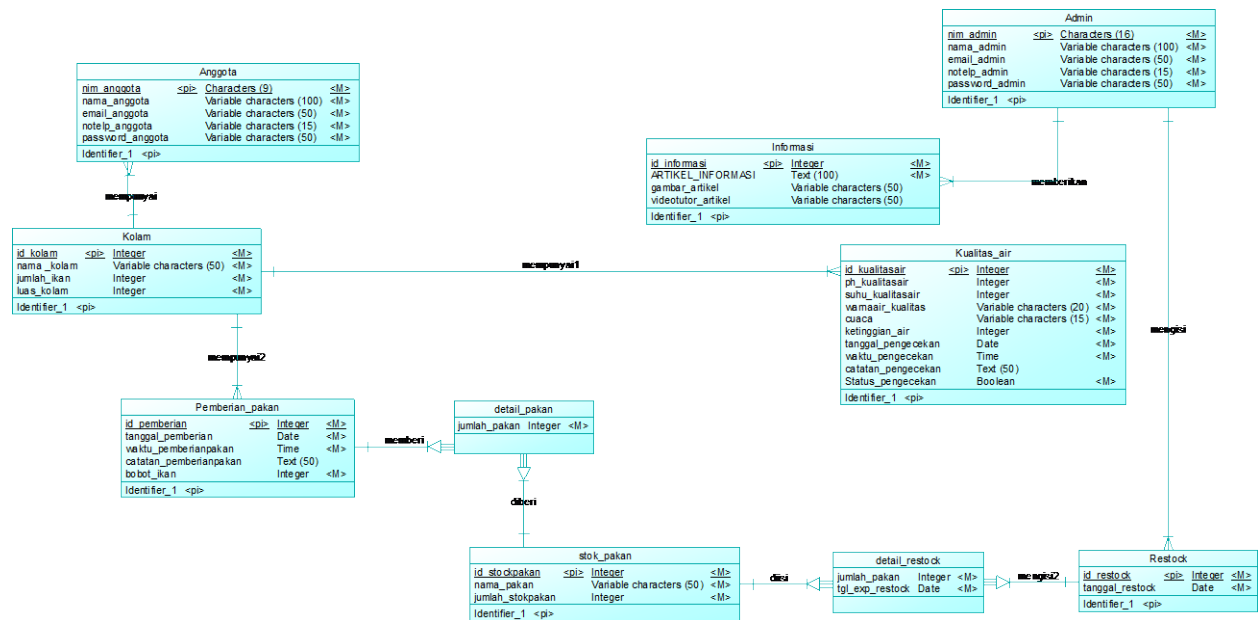 Admin
nim_admin <pi> Characters (16) <M>
nama_admin Variable characters (100) <M>
email_admin Variable characters (50) <M>
notelp_admin Variable characters (15) <M>
password_admin Variable characters (50) <M>
Identifier_1 <pi>
Anggota
nim_anggota <pi> Characters (9) <M>
nama_anggota Variable characters (100) <M>
email_anggota Variable characters (50) <M>
notelp_anggota Variable characters (15) <M>
password_anggota Variable characters (50) <M>
Identifier_1 <pi>
Informasi
id_informasi <pi> Integer <M>
ARTIKEL_INFORMASI Text (100) <M>
gambar_artikel Variable characters (50)
videotutor_artikel Variable characters (50)
Identifier_1 <pi>
memberikan
mempunyai
Kolam
id_kolam <pi> Integer <M>
nama _kolam Variable characters (50) <M>
jumlah_ikan Integer <M>
luas_kolam Integer <M>
Identifier_1 <pi>
mempunyai1
Kualitas_air
id_kualitasair <pi> Integer <M>
ph_kualitasair Integer <M>
suhu_kualitasair Integer <M>
warnaair_kualitas Variable characters (20) <M>
cuaca Variable characters (15) <M>
ketinggian_air Integer <M>
tanggal_pengecekan Date <M>
waktu_pengecekan Time <M>
catatan_pengecekan Text (50)
Status_pengecekan Boolean <M>
Identifier_1 <pi>
mengisi
mempunyai2
Pemberian_pakan
id_pemberian <pi> Integer <M>
tanggal_pemberian Date <M>
waktu_pemberianpakan Time <M>
catatan_pemberianpakan Text (50)
bobot_ikan Integer <M>
Identifier_1 <pi>
memberi
detail_pakan
jumlah_pakan Integer <M>
diberi
stok_pakan
id_stockpakan <pi> Integer <M>
nama_pakan Variable characters (50) <M>
jumlah_stokpakan Integer <M>
Identifier_1 <pi>
diisi
detail_restock
jumlah_pakan Integer <M>
tgl_exp_restock Date <M>
mengisi2
Restock
id_restock <pi> Integer <M>
tanggal_restock Date <M>
Identifier_1 <pi>